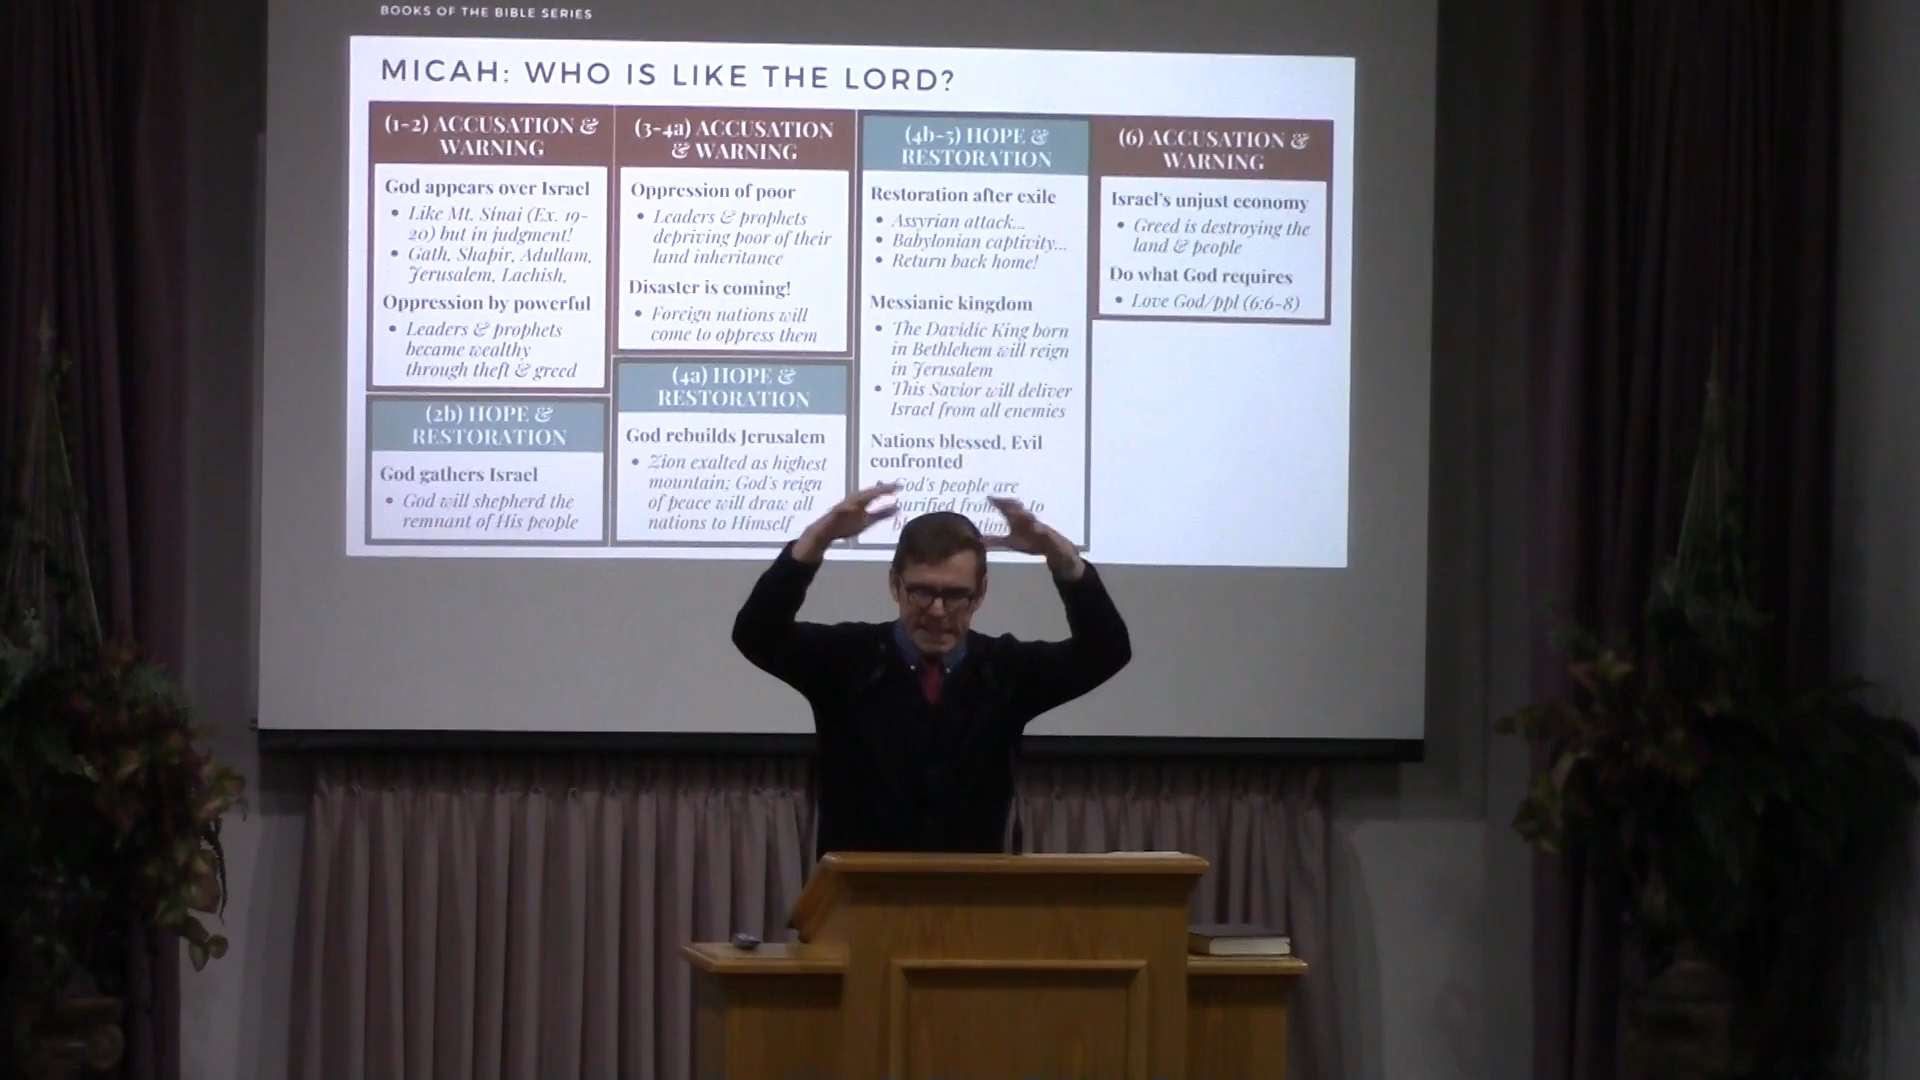 BOOKS OF THE BIBLE SERIES
MICAH: WHO IS LIKE THE LORD?
(1-2) ACCUSATION &
WARNING
God appears over Israel
• Like Mt. Sinai (Ex. 19-
20) but in judgment!
• Gath, Shapir, Adullam,
Jerusalem, Lachish,
Oppression by powerful
• Leaders & prophets
became wealthy
through theft & greed
(2b) HOPE &
RESTORATION
God gathers Israel
• God will shepherd the
remnant of His people
(3-4a) ACCUSATION
& WARNING
Oppression of poor
• Leaders & prophets
depriving poor of their
land inheritance
Disaster is coming!
• Foreign nations will
come to oppress them
(4a) HOPE &
RESTORATION
God rebuilds Jerusalem
• Zion exalted as highest
mountain; God's reign
of peace will draw all
nations to Himself
(4b-5) HOPE &
RESTORATION
Restoration after exile
• Assyrian attack...
• Babylonian captivity...
• Return back home!
Messianic kingdom
• The Davidic King born
in Bethlehem will reign
in Jerusalem
• This Savior will deliver
Israel from all enemies
Nations blessed, Evil
confronted
God's people are
purified from to
(6) ACCUSATION &
WARNING
Israel's unjust economy
• Greed is destroying the
land & people
Do what God requires
• Love God/ppl (6:6-8)